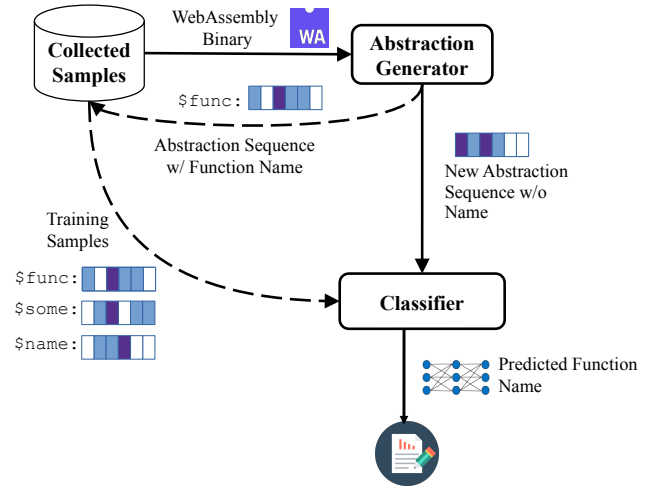 WebAssembly
Binary
WA
Collected
Samples
Abstraction
Generator
$func:
Abstraction Sequence
w/ Function Name
New Abstraction
Sequence w/o
Name
Training
Samples
$func:
$some:
$name:
Classifier
Predicted Function
Name